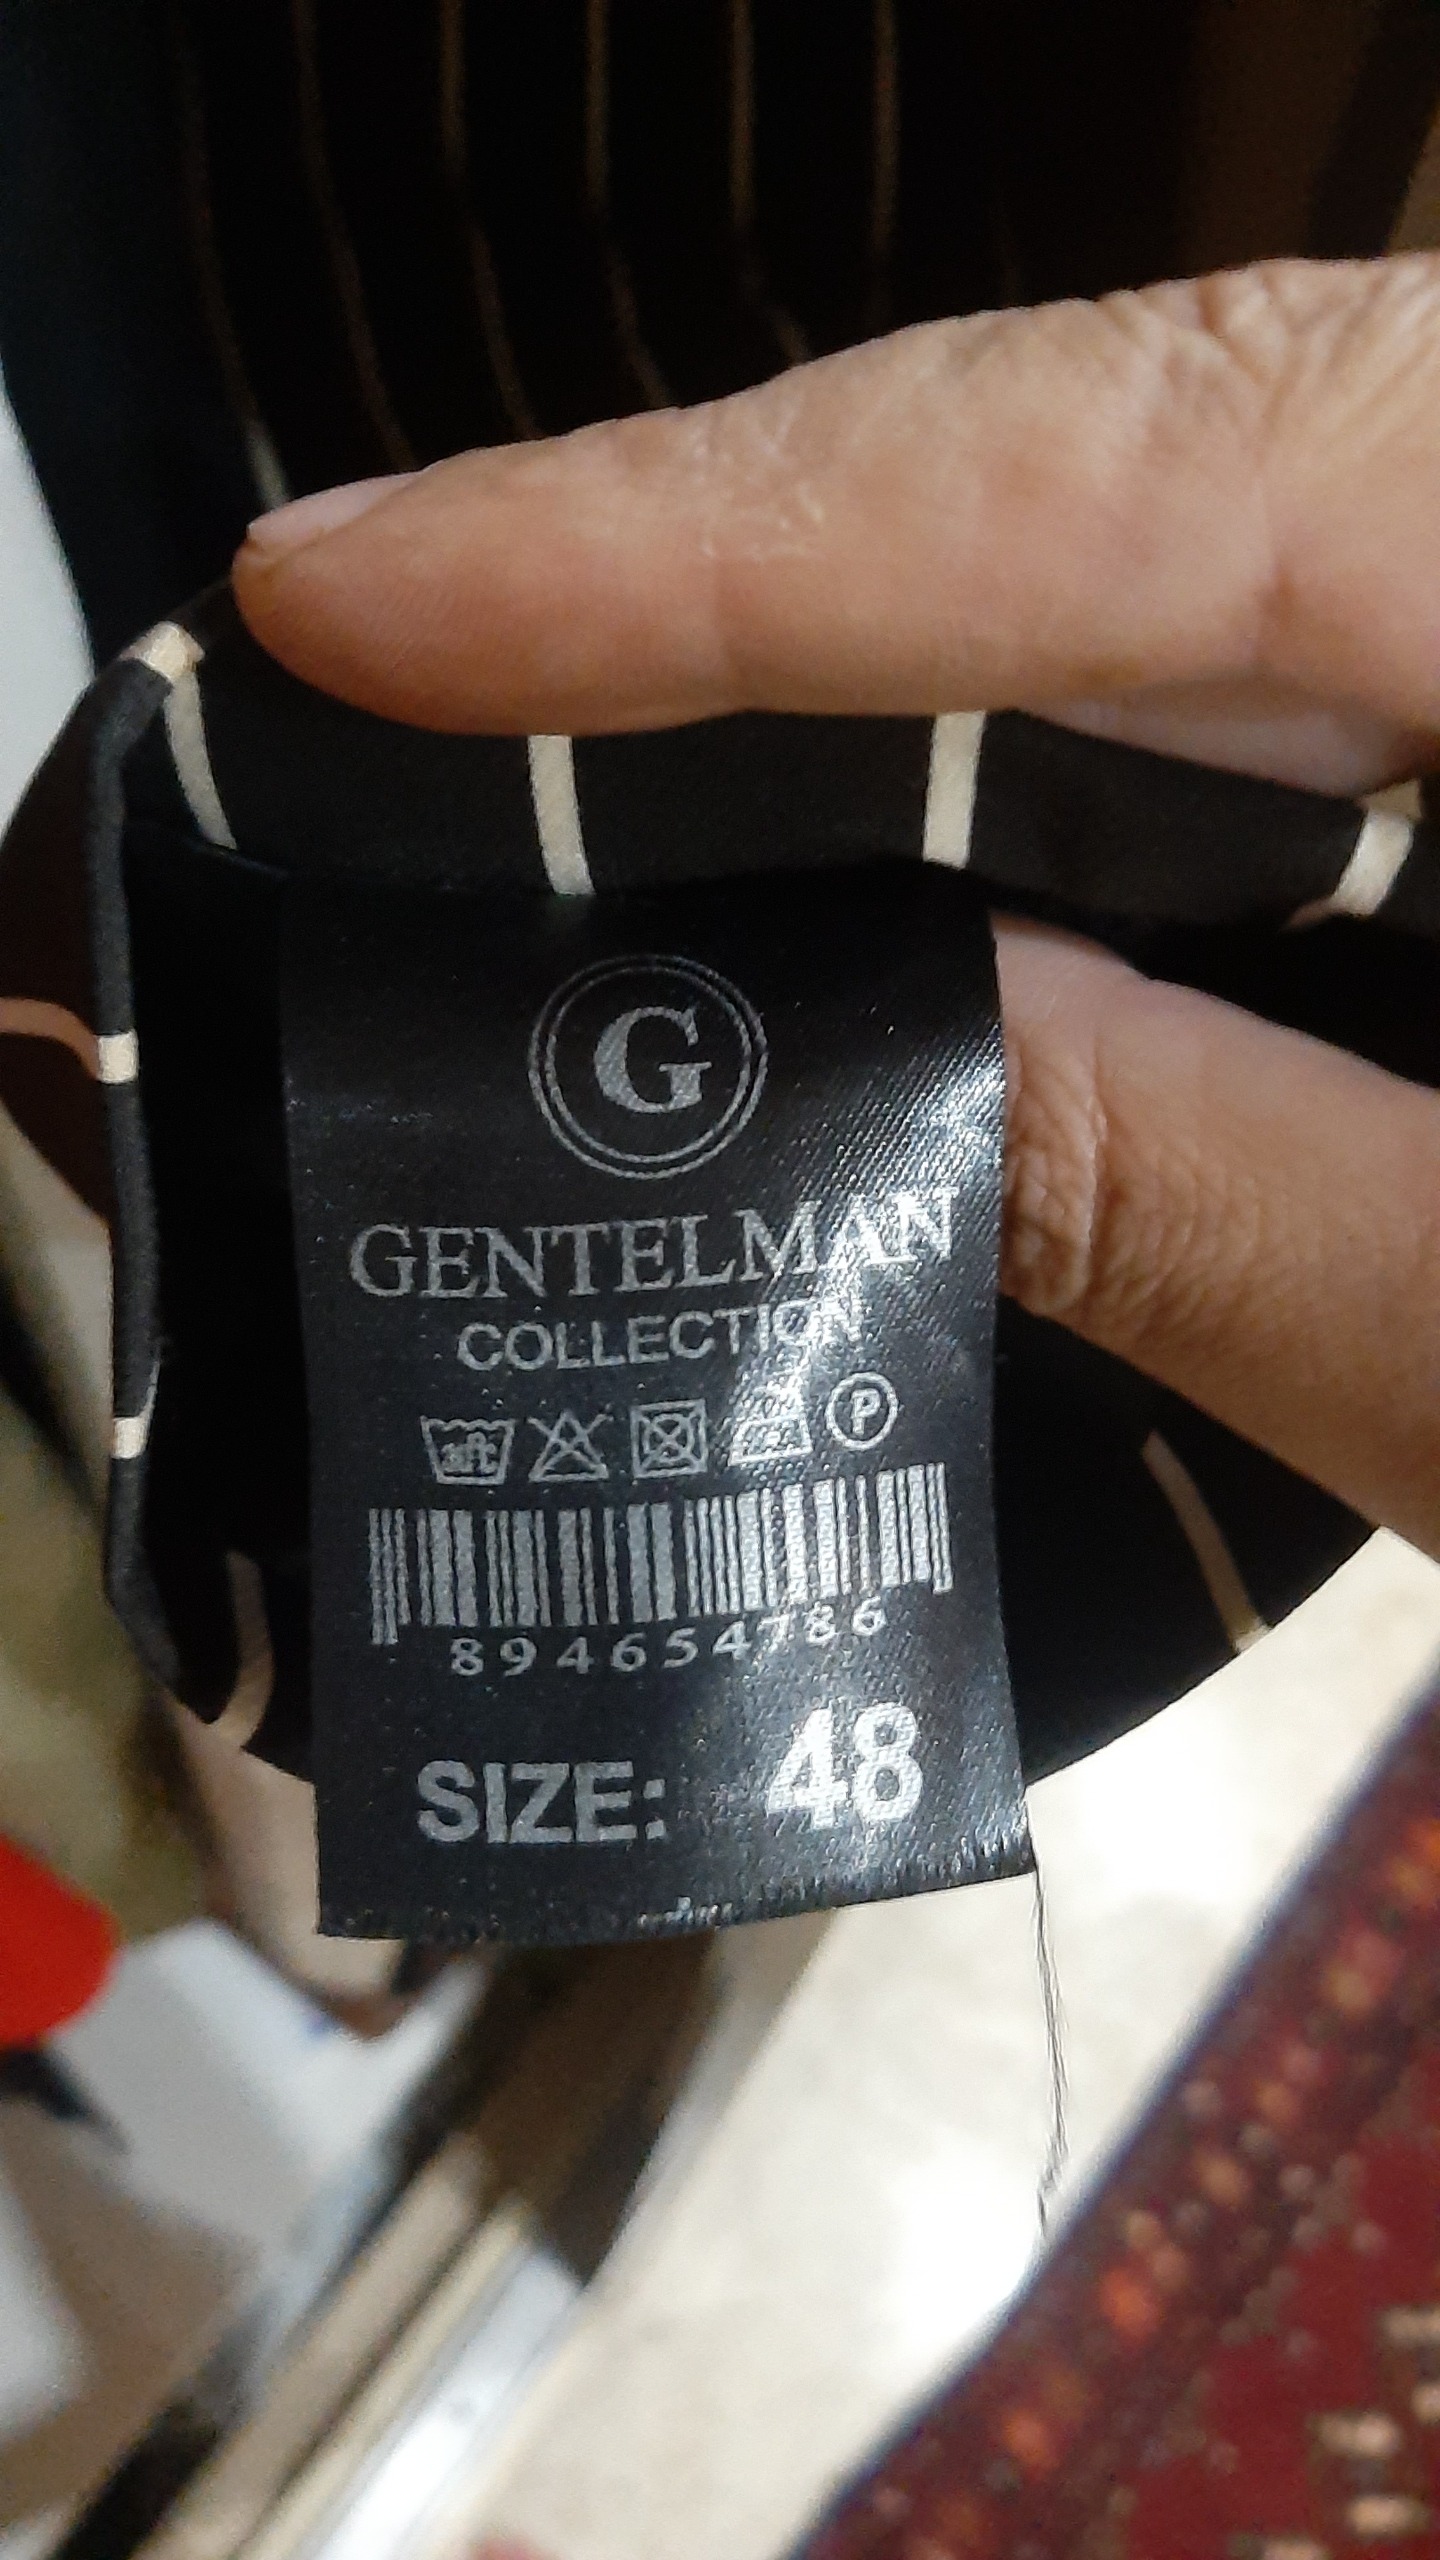 G
GENTELMAN
COLLECTION
P
894654786
SIZE: 48